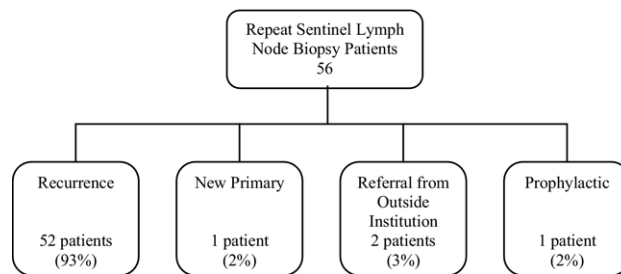 Repeat Sentinel Lymph
Node Biopsy Patients
56
Recurrence
52 patients
(93%)
New Primary
1 patient
(2%)
Referral from
Outside
Institution
2 patients
(3%)
Prophylactic
1 patient
(2%)